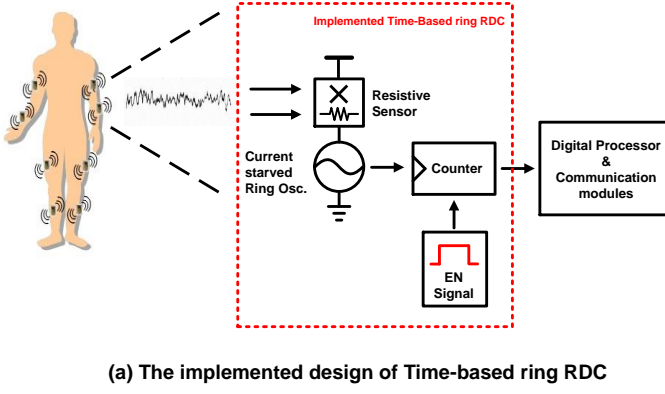 Implemented Time-Based ring RDC
Resistive
Sensor
Current
starved
Ring Osc.
Counter
Digital Processor
&
Communication
modules
EN
Signal
(a) The implemented design of Time-based ring RDC